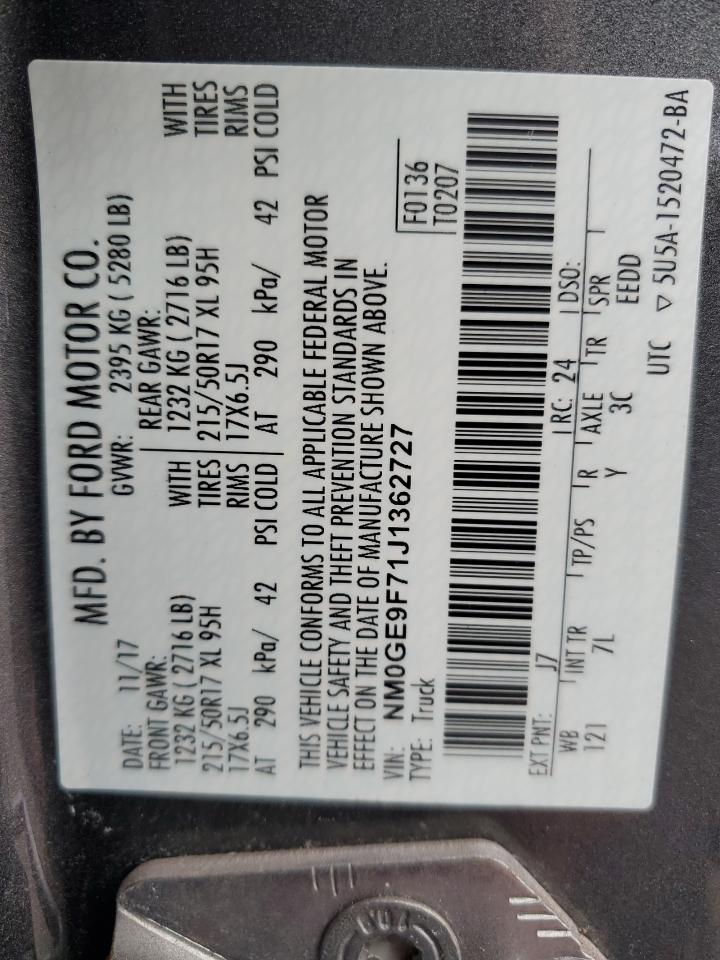 MFD. BY FORD MOTOR CO.
DATE: 11/17 GVWR: 2395 KG ( 5280 LB)
FRONT GAWR: REAR GAWR:
1232 KG ( 2716 LB) WITH 1232 KG ( 2716 LB) WITH
215/50R17 XL 95H TIRES 215/50R17 XL 95H TIRES
17X6.5J RIMS 17X6.5J RIMS
AT 290 kPa/ 42 PSI COLD AT 290 kPa/ 42 PSI COLD
THIS VEHICLE CONFORMS TO ALL APPLICABLE FEDERAL MOTOR
VEHICLE SAFETY AND THEFT PREVENTION STANDARDS IN
EFFECT ON THE DATE OF MANUFACTURE SHOWN ABOVE.
VIN: NM0GE9F71J1362727 F0136
TYPE: Truck T0207
EXT PNT: J7 RC: 24 DSO:
WB INT TR TP/PS R AXLE TR SPR
121 7L Y 3C EEDD
UTC ▽ 5U5A-1520472-BA